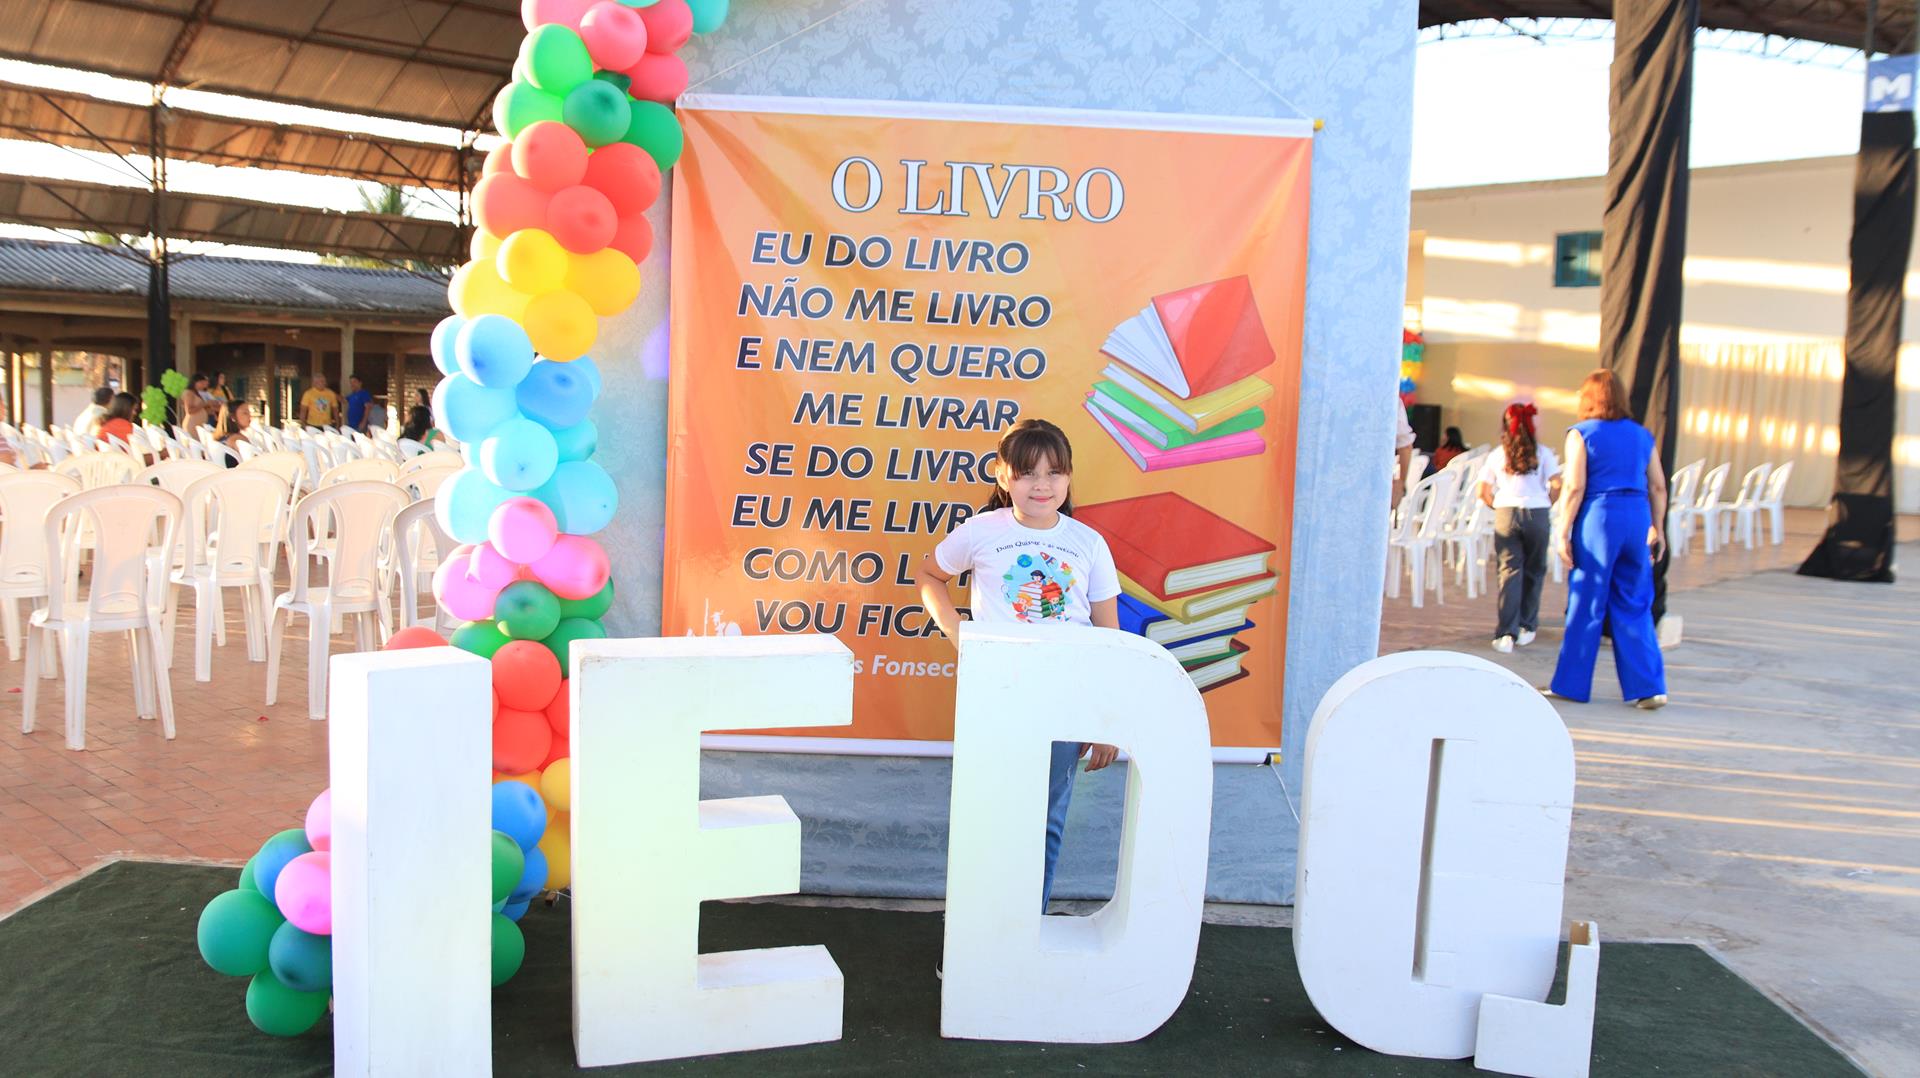 O LIVRO
EU DO LIVRO
NÃO ME LIVRO
E NEM QUERO
ME LIVRAR
SE DO LIVRO
EU ME
COMO
VOU
Dom
IEDQ
M